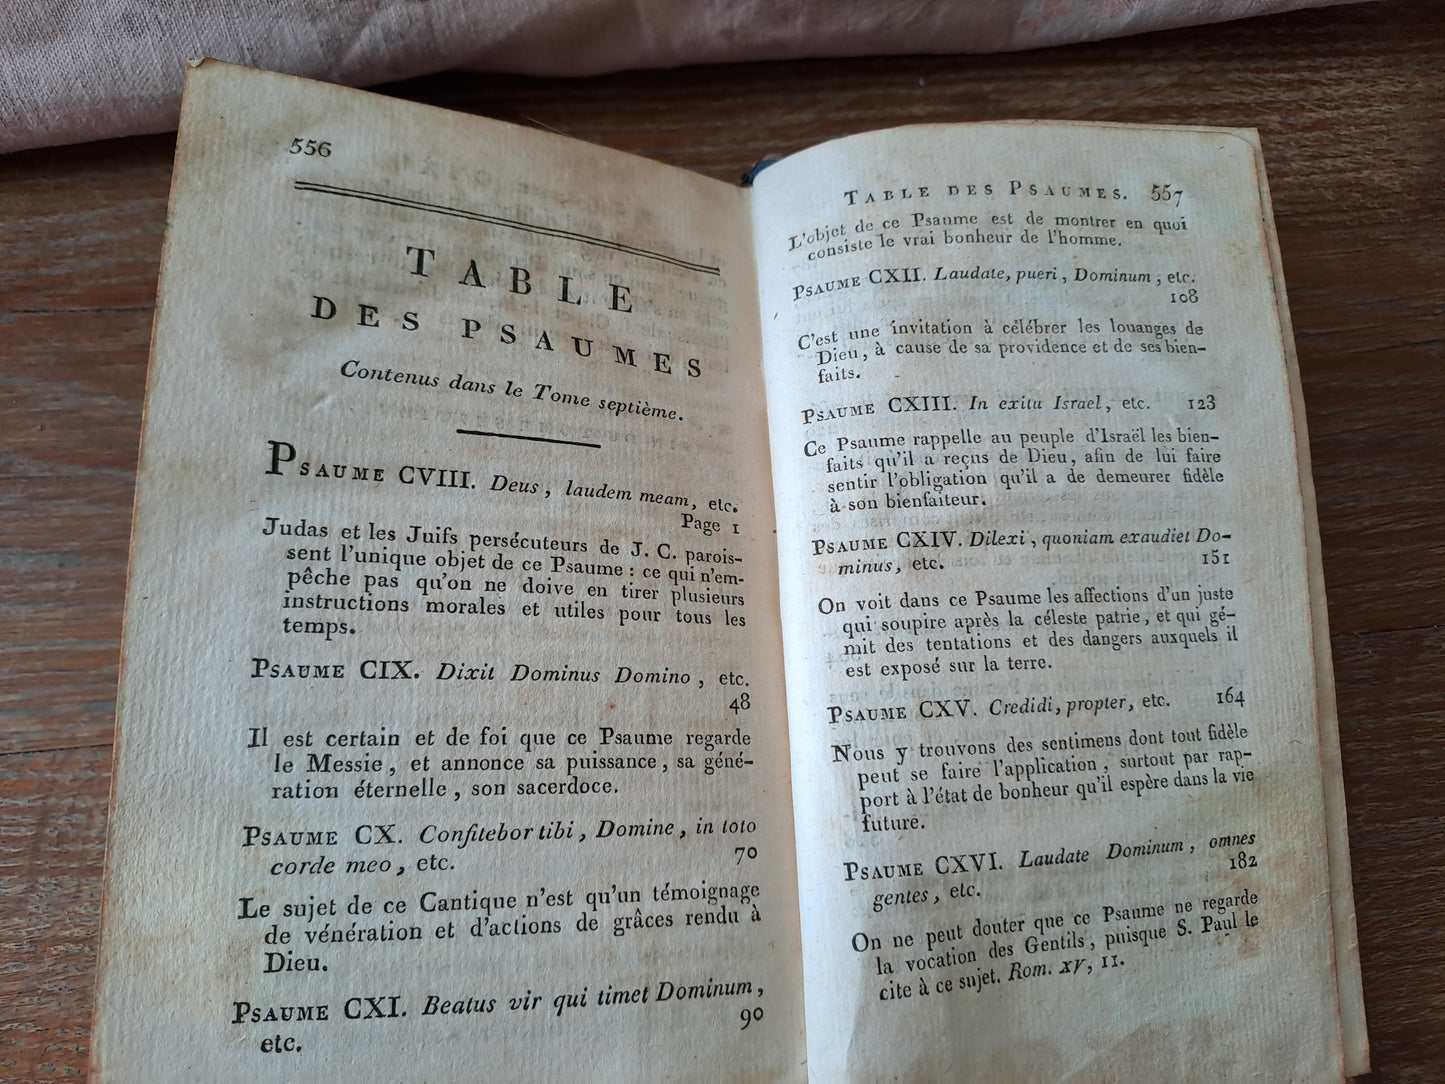 556
TABLE
DES PSAUMES
Contenus dans le Tome septième.
PSAUME CVIII. Deus, laudem meam, etc.
Page 1
Judas et les Juifs persécuteurs de J. C. parois-
sent l'unique objet de ce Psaume : ce qui n'em-
pêche pas qu'on ne doive en tirer plusieurs
instructions morales et utiles pour tous les
temps.
PSAUME CIX. Dixit Dominus Domino, etc.
48
Il est certain et de foi que ce Psaume regarde
le Messie, et annonce sa puissance, sa géné-
ration éternelle, son sacerdoce.
PSAUME CX. Confitebor tibi, Domine, in toto
corde meo, etc. 70
Le sujet de ce Cantique n'est qu'un témoignage
de vénération et d'actions de grâces rendu à
Dieu.
PSAUME CXI. Beatus vir qui timet Dominum,
etc. 90
TABLE DES PSAUMES. 557
L'objet de ce Psaume est de montrer en quoi
consiste le vrai bonheur de l'homme.
PSAUME CXII. Laudate, pueri, Dominum, etc.
108
C'est une invitation à célébrer les louanges de
Dieu, à cause de sa providence et de ses bien-
faits.
PSAUME CXIII. In exitu Israel, etc. 123
Ce Psaume rappelle au peuple d'Israël les bien-
faits qu'il a reçus de Dieu, afin de lui faire
sentir l'obligation qu'il a de demeurer fidèle
à son bienfaiteur.
PSAUME CXIV. Dilexi, quoniam exaudiet Do-
minus, etc. 151
On voit dans ce Psaume les affections d'un juste
qui soupire après la céleste patrie, et qui gé-
mit des tentations et des dangers auxquels il
est exposé sur la terre.
PSAUME CXV. Credidi, propter, etc. 164
Nous y trouvons des sentimens dont tout fidèle
peut se faire l'application, surtout par rap-
port à l'état de bonheur qu'il espère dans la vie
future.
PSAUME CXVI. Laudate Dominum, omnes
gentes, etc. 182
On ne peut douter que ce Psaume ne regarde
la vocation des Gentils, puisque S. Paul le
cite à ce sujet. Rom. xv, 11.